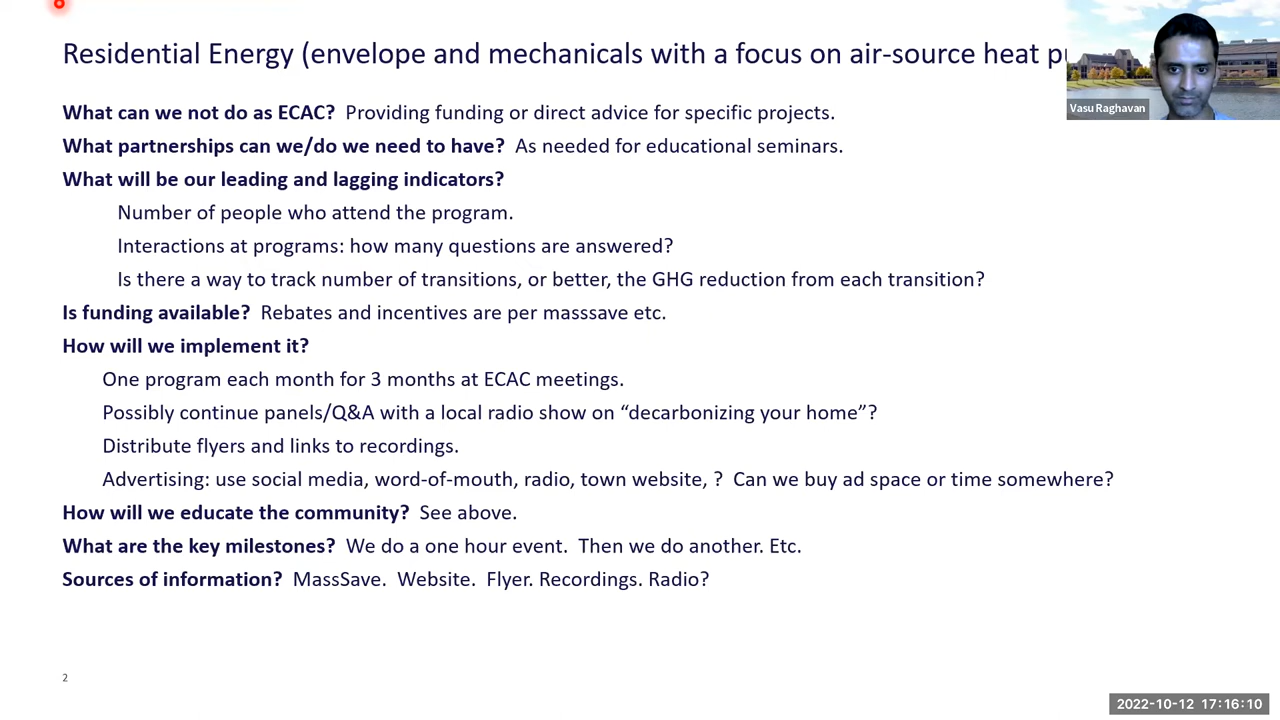 Residential Energy (envelope and mechanicals with a focus on air-source heat
Vasu Raghavan
What can we not do as ECAC? Providing funding or direct advice for specific projects.
What partnerships can we/do we need to have? As needed for educational seminars.
What will be our leading and lagging indicators?
Number of people who attend the program.
Interactions at programs: how many questions are answered?
Is there a way to track number of transitions, or better, the GHG reduction from each transition?
Is funding available? Rebates and incentives are per masssave etc.
How will we implement it?
One program each month for 3 months at ECAC meetings.
Possibly continue panels/Q&A with a local radio show on “decarbonizing your home”?
Distribute flyers and links to recordings.
Advertising: use social media, word-of-mouth, radio, town website, ? Can we buy ad space or time somewhere?
How will we educate the community? See above.
What are the key milestones? We do a one hour event. Then we do another. Etc.
Sources of information? MassSave. Website. Flyer. Recordings. Radio?
2
2022-10-12 17:16:10